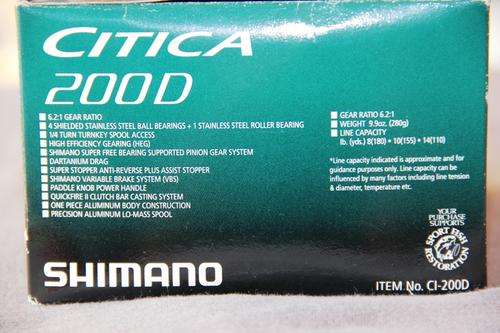 CITICA
200D
6.2:1 GEAR RATIO
4 SHIELDED STAINLESS STEEL BALL BEARINGS + 1 STAINLESS STEEL ROLLER BEARING
1/4 TURN TURNKEY SPOOL ACCESS
HIGH EFFICIENCY GEARING (HEG)
SHIMANO SUPER FREE BEARING SUPPORTED PINION GEAR SYSTEM
DARTANIUM DRAG
SUPER STOPPER ANTI-REVERSE PLUS ASSIST STOPPER
SHIMANO VARIABLE BRAKE SYSTEM (VBS)
PADDLE KNOB POWER HANDLE
QUICKFIRE II CLUTCH BAR CASTING SYSTEM
ONE PIECE ALUMINUM BODY CONSTRUCTION
PRECISION ALUMINUM LO-MASS SPOOL
GEAR RATIO 6.2:1
WEIGHT 9.9oz. (280g)
LINE CAPACITY
lb. (yds.) 8(180) • 10(155) • 14(110)
*Line capacity indicated is approximate and for
guidance purposes only. Line capacity can be
influenced by many factors including line tension
& diameter, temperature etc.
YOUR
PURCHASE
SUPPORTS
SPORT FISH
RESTORATION
SHIMANO
ITEM No. CI-200D